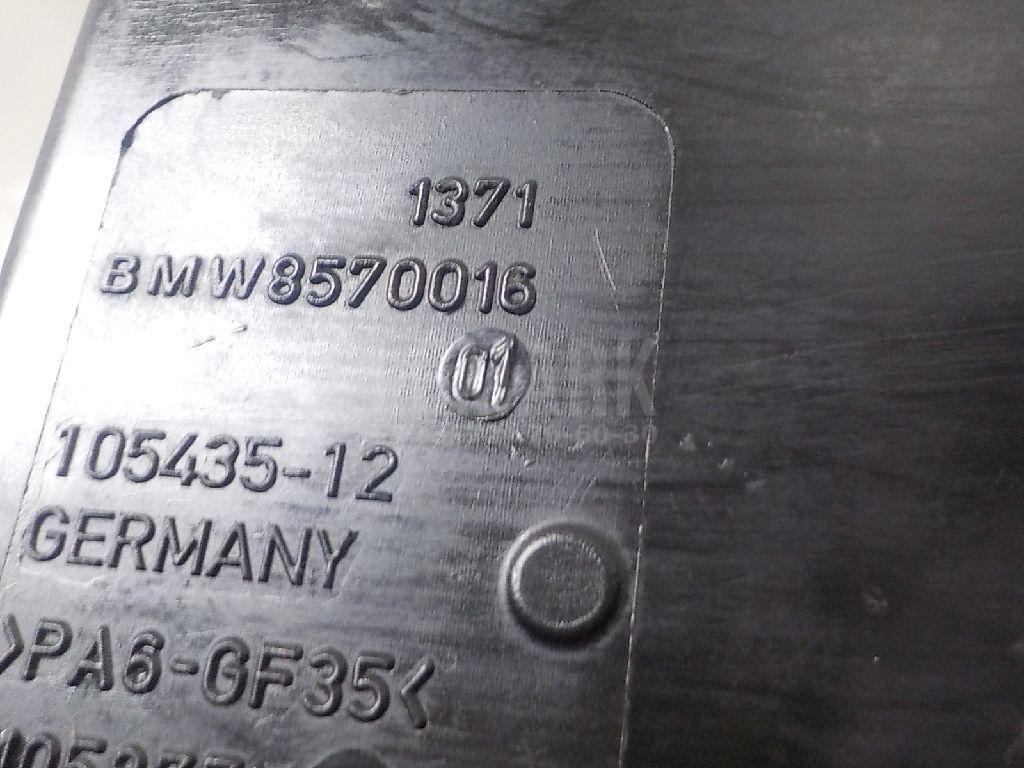 1371
BMW8570016
01
105435-12
GERMANY
>PA6-GF35<